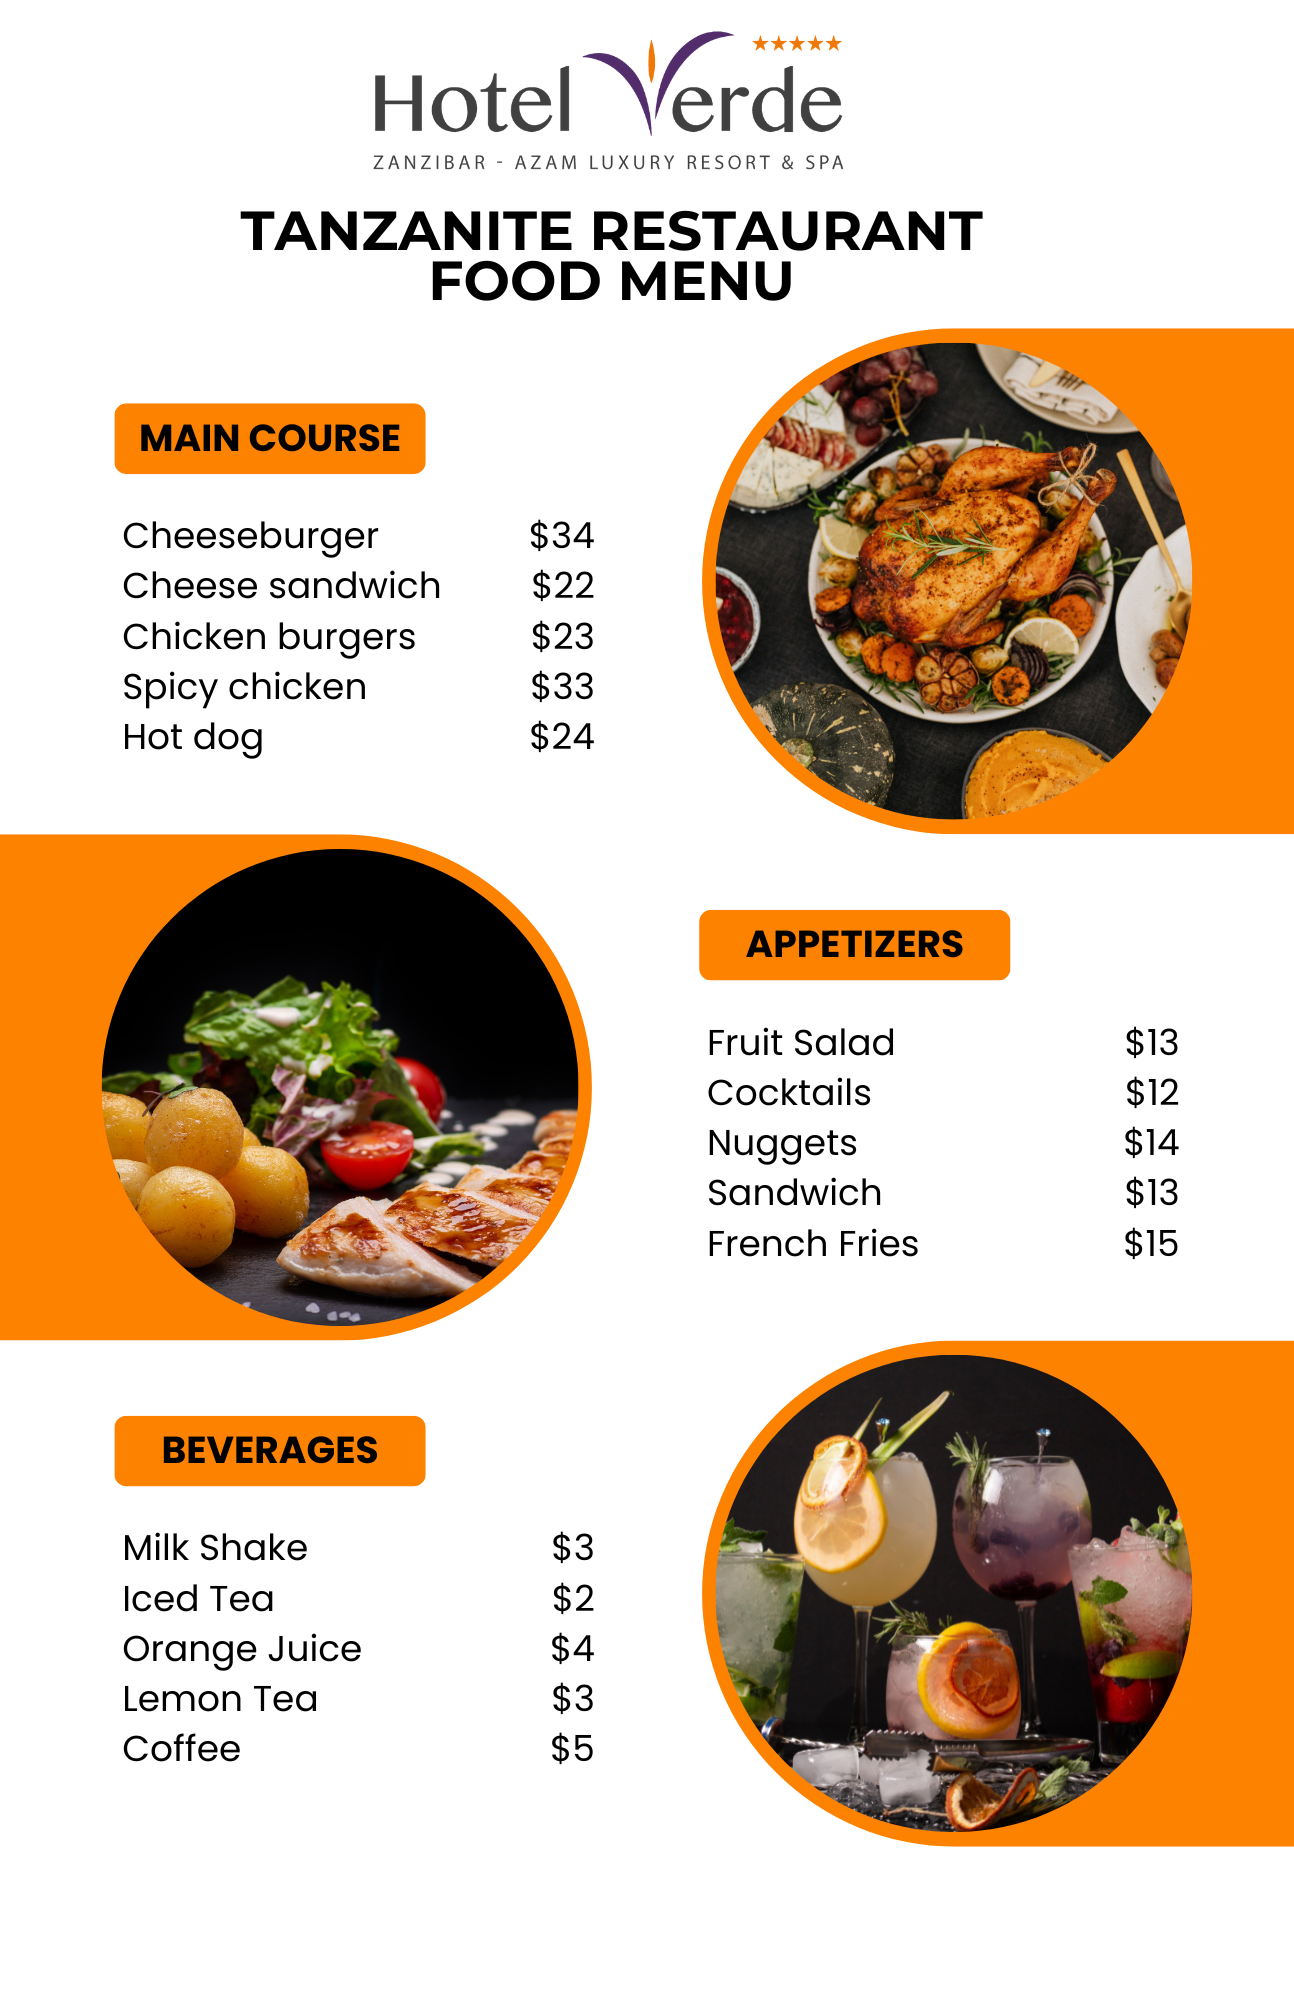 Hotel Verde
ZANZIBAR - AZAM LUXURY RESORT & SPA
TANZANITE RESTAURANT
FOOD MENU
MAIN COURSE
Cheeseburger $34
Cheese sandwich $22
Chicken burgers $23
Spicy chicken $33
Hot dog $24
APPETIZERS
Fruit Salad $13
Cocktails $12
Nuggets $14
Sandwich $13
French Fries $15
BEVERAGES
Milk Shake $3
Iced Tea $2
Orange Juice $4
Lemon Tea $3
Coffee $5